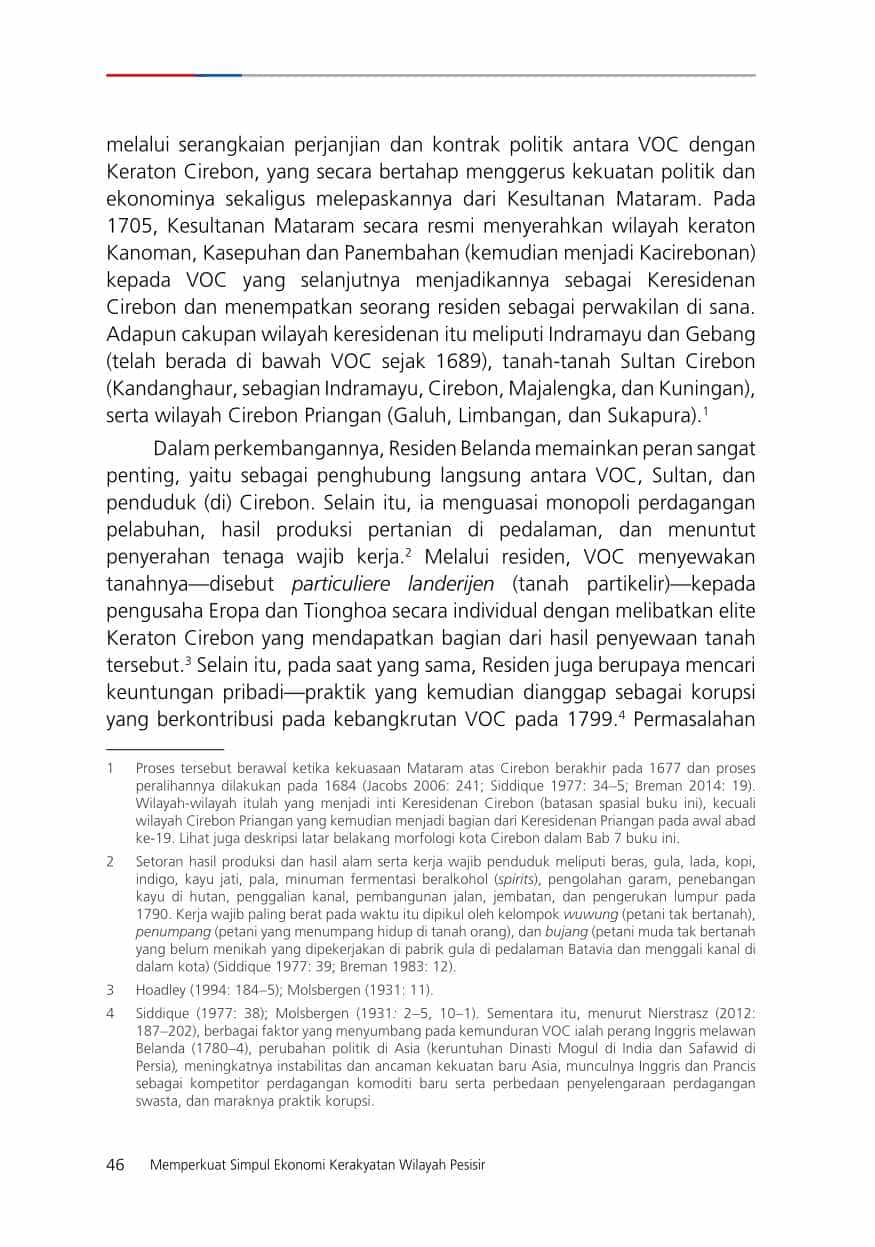 melalui serangkaian perjanjian dan kontrak politik antara VOC dengan
Keraton Cirebon, yang secara bertahap menggerus kekuatan politik dan
ekonominya sekaligus melepaskannya dari Kesultanan Mataram. Pada
1705, Kesultanan Mataram secara resmi menyerahkan wilayah keraton
Kanoman, Kasepuhan dan Panembahan (kemudian menjadi Kacirebonan)
kepada VOC yang selanjutnya menjadikannya sebagai Keresidenan
Cirebon dan menempatkan seorang residen sebagai perwakilan di sana.
Adapun cakupan wilayah keresidenan itu meliputi Indramayu dan Gebang
(telah berada di bawah VOC sejak 1689), tanah-tanah Sultan Cirebon
(Kandanghaur, sebagian Indramayu, Cirebon, Majalengka, dan Kuningan),
serta wilayah Cirebon Priangan (Galuh, Limbangan, dan Sukapura).¹
Dalam perkembangannya, Residen Belanda memainkan peran sangat
penting, yaitu sebagai penghubung langsung antara VOC, Sultan, dan
penduduk (di) Cirebon. Selain itu, ia menguasai monopoli perdagangan
pelabuhan, hasil produksi pertanian di pedalaman, dan menuntut
penyerahan tenaga wajib kerja.² Melalui residen, VOC menyewakan
tanahnya—disebut particuliere landerijen (tanah partikelir)—kepada
pengusaha Eropa dan Tionghoa secara individual dengan melibatkan elite
Keraton Cirebon yang mendapatkan bagian dari hasil penyewaan tanah
tersebut.³ Selain itu, pada saat yang sama, Residen juga berupaya mencari
keuntungan pribadi—praktik yang kemudian dianggap sebagai korupsi
yang berkontribusi pada kebangkrutan VOC pada 1799.⁴ Permasalahan
1 Proses tersebut berawal ketika kekuasaan Mataram atas Cirebon berakhir pada 1677 dan proses
peralihannya dilakukan pada 1684 (Jacobs 2006: 241; Siddique 1977: 34–5; Breman 2014: 19).
Wilayah-wilayah itulah yang menjadi inti Keresidenan Cirebon (batasan spasial buku ini), kecuali
wilayah Cirebon Priangan yang kemudian menjadi bagian dari Keresidenan Priangan pada awal abad
ke-19. Lihat juga deskripsi latar belakang morfologi kota Cirebon dalam Bab 7 buku ini.
2 Setoran hasil produksi dan hasil alam serta kerja wajib penduduk meliputi beras, gula, lada, kopi,
indigo, kayu jati, pala, minuman fermentasi beralkohol (spirits), pengolahan garam, penebangan
kayu di hutan, penggalian kanal, pembangunan jalan, jembatan, dan pengerukan lumpur pada
1790. Kerja wajib paling berat pada waktu itu dipikul oleh kelompok wuwung (petani tak bertanah),
penumpang (petani yang menumpang hidup di tanah orang), dan bujang (petani muda tak bertanah
yang belum menikah yang dipekerjakan di pabrik gula di pedalaman Batavia dan menggali kanal di
dalam kota) (Siddique 1977: 39; Breman 1983: 12).
3 Hoadley (1994: 184–5); Molsbergen (1931: 11).
4 Siddique (1977: 38); Molsbergen (1931: 2–5, 10–1). Sementara itu, menurut Nierstrasz (2012:
187–202), berbagai faktor yang menyumbang pada kemunduran VOC ialah perang Inggris melawan
Belanda (1780–4), perubahan politik di Asia (keruntuhan Dinasti Mogul di India dan Safawid di
Persia), meningkatnya instabilitas dan ancaman kekuatan baru Asia, munculnya Inggris dan Prancis
sebagai kompetitor perdagangan komoditi baru serta perbedaan penyelengaraan perdagangan
swasta, dan maraknya praktik korupsi.
46 Memperkuat Simpul Ekonomi Kerakyatan Wilayah Pesisir